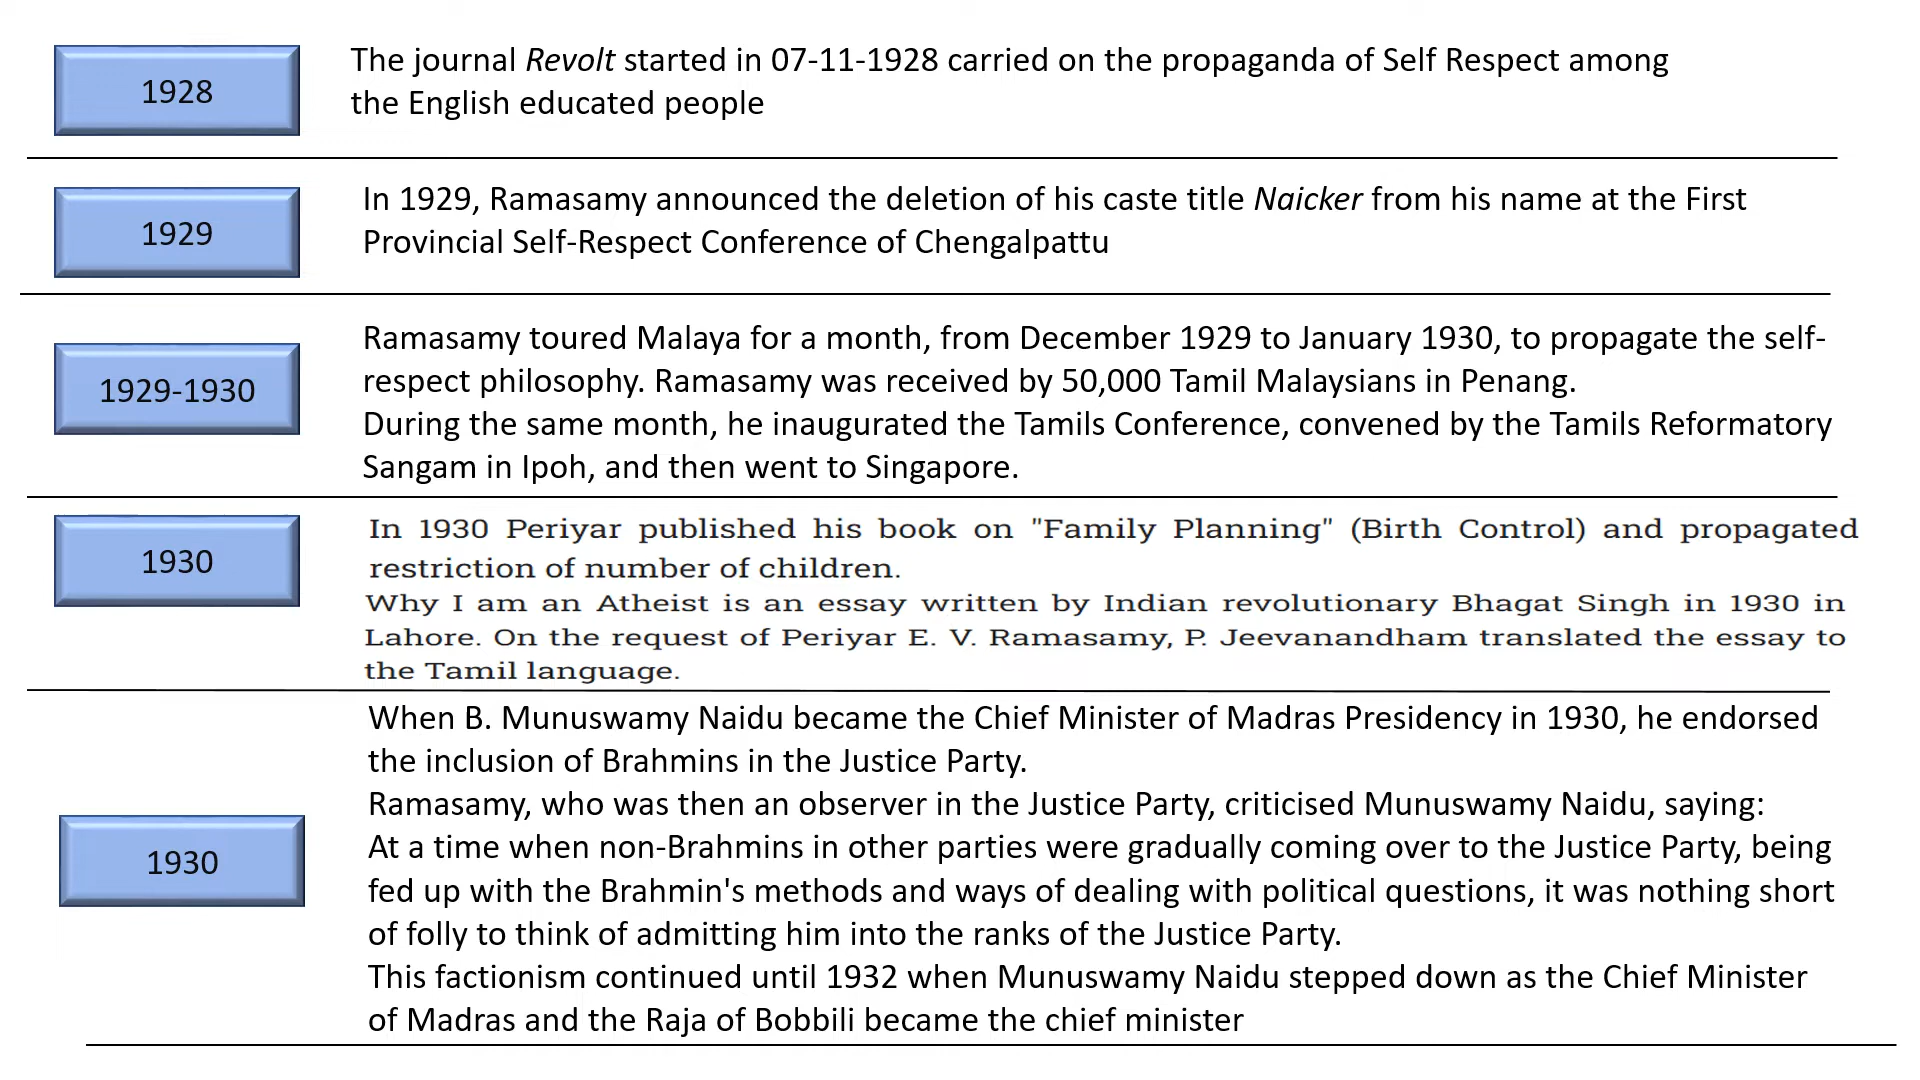 1928
The journal Revolt started in 07-11-1928 carried on the propaganda of Self Respect among
the English educated people
1929
In 1929, Ramasamy announced the deletion of his caste title Naicker from his name at the First
Provincial Self-Respect Conference of Chengalpattu
1929-1930
Ramasamy toured Malaya for a month, from December 1929 to January 1930, to propagate the self-
respect philosophy. Ramasamy was received by 50,000 Tamil Malaysians in Penang.
During the same month, he inaugurated the Tamils Conference, convened by the Tamils Reformatory
Sangam in Ipoh, and then went to Singapore.
1930
In 1930 Periyar published his book on "Family Planning" (Birth Control) and propagated
restriction of number of children.
Why I am an Atheist is an essay written by Indian revolutionary Bhagat Singh in 1930 in
Lahore. On the request of Periyar E. V. Ramasamy, P. Jeevanandham translated the essay to
the Tamil language.
1930
When B. Munuswamy Naidu became the Chief Minister of Madras Presidency in 1930, he endorsed
the inclusion of Brahmins in the Justice Party.
Ramasamy, who was then an observer in the Justice Party, criticised Munuswamy Naidu, saying:
At a time when non-Brahmins in other parties were gradually coming over to the Justice Party, being
fed up with the Brahmin's methods and ways of dealing with political questions, it was nothing short
of folly to think of admitting him into the ranks of the Justice Party.
This factionism continued until 1932 when Munuswamy Naidu stepped down as the Chief Minister
of Madras and the Raja of Bobbili became the chief minister